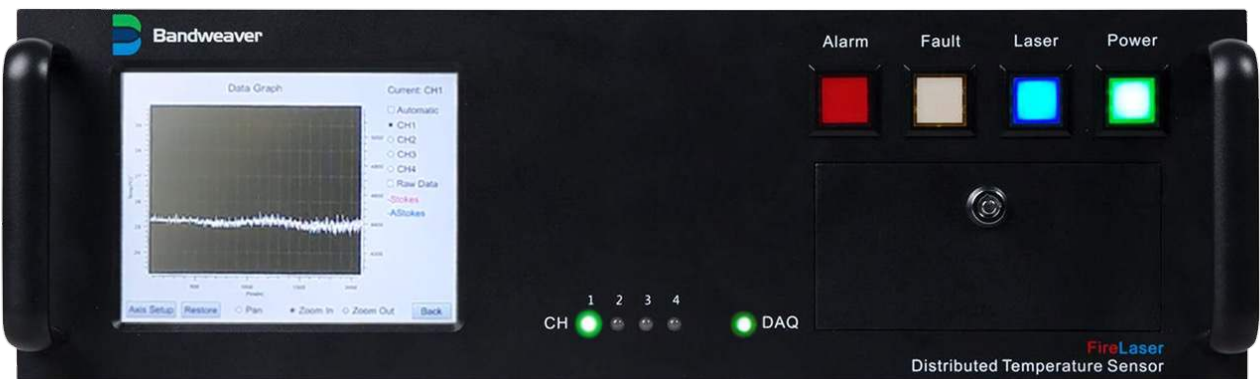 Bandweaver
Alarm Fault Laser Power
Data Graph
Current: CH1
Automatic
CH1
CH2
CH3
CH4
Raw Data
-Stokes
-AStokes
Axis Setup Restore Pan Zoom In Zoom Out Back
1 2 3 4
CH DAQ
FireLaser
Distributed Temperature Sensor